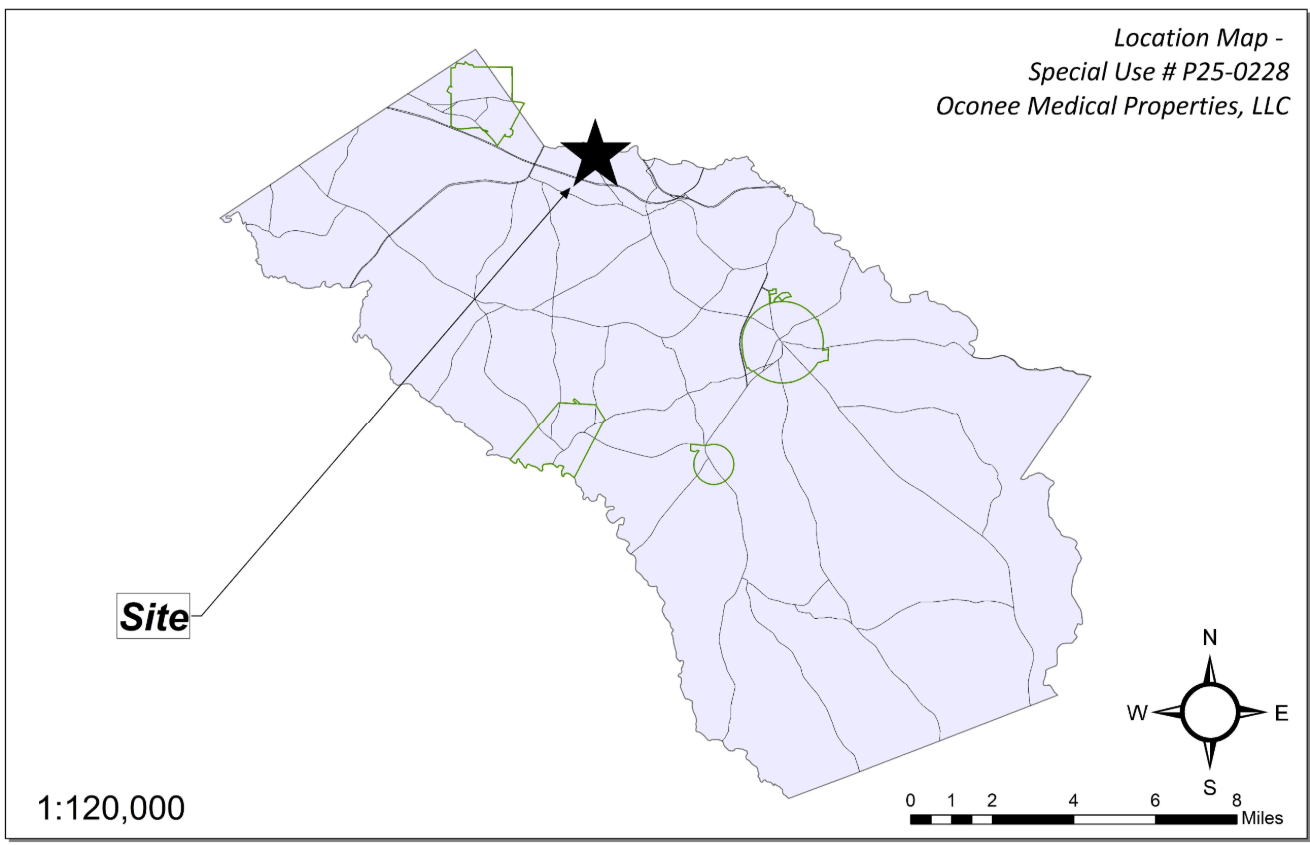 Location Map -
Special Use # P25-0228
Oconee Medical Properties, LLC
Site
N
W E
S
1:120,000
0 1 2 4 6 8
Miles